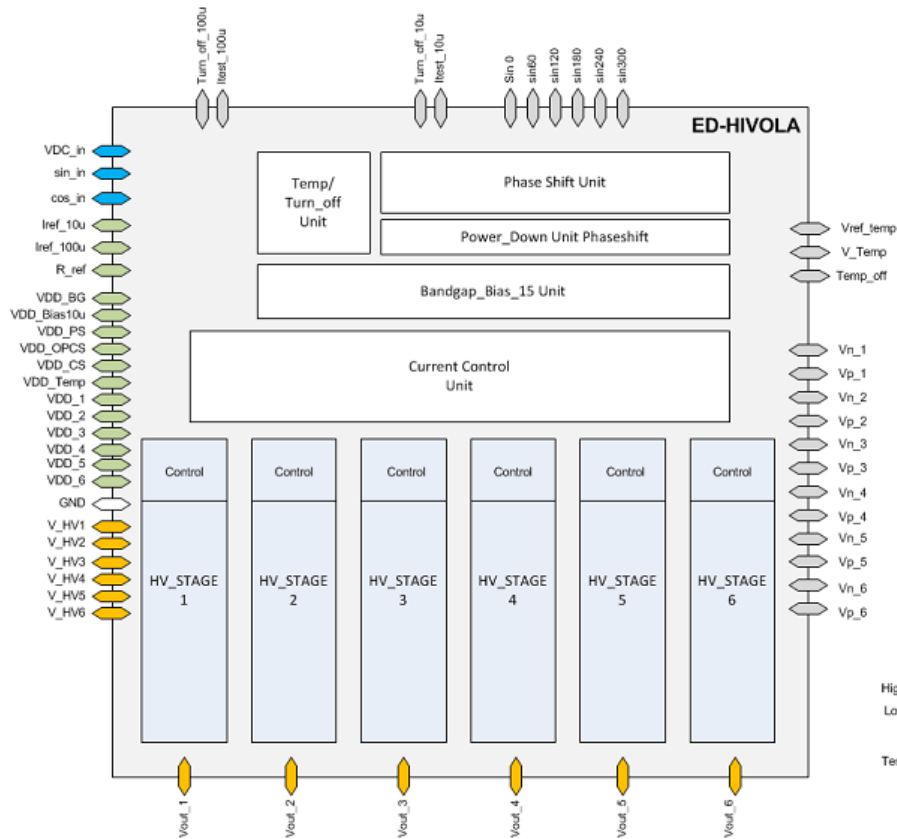 Turn_off_100u
Itest_100u
Turn_off_10u
Itest_10u
Sin 0
sin60
sin120
sin180
sin240
sin300
ED-HIVOLA
VDC_in
sin_in
cos_in
Iref_10u
Iref_100u
R_ref
VDD_BG
VDD_Bias10u
VDD_PS
VDD_OPCS
VDD_CS
VDD_Temp
VDD_1
VDD_2
VDD_3
VDD_4
VDD_5
VDD_6
GND
V_HV1
V_HV2
V_HV3
V_HV4
V_HV5
V_HV6
Temp/
Turn_off
Unit
Phase Shift Unit
Power_Down Unit Phaseshift
Bandgap_Bias_15 Unit
Current Control
Unit
Vref_temp
V_Temp
Temp_off
Vn_1
Vp_1
Vn_2
Vp_2
Vn_3
Vp_3
Vn_4
Vp_4
Vn_5
Vp_5
Vn_6
Vp_6
Control
HV_STAGE
1
Control
HV_STAGE
2
Control
HV_STAGE
3
Control
HV_STAGE
4
Control
HV_STAGE
5
Control
HV_STAGE
6
Vout_1
Vout_2
Vout_3
Vout_4
Vout_5
Vout_6